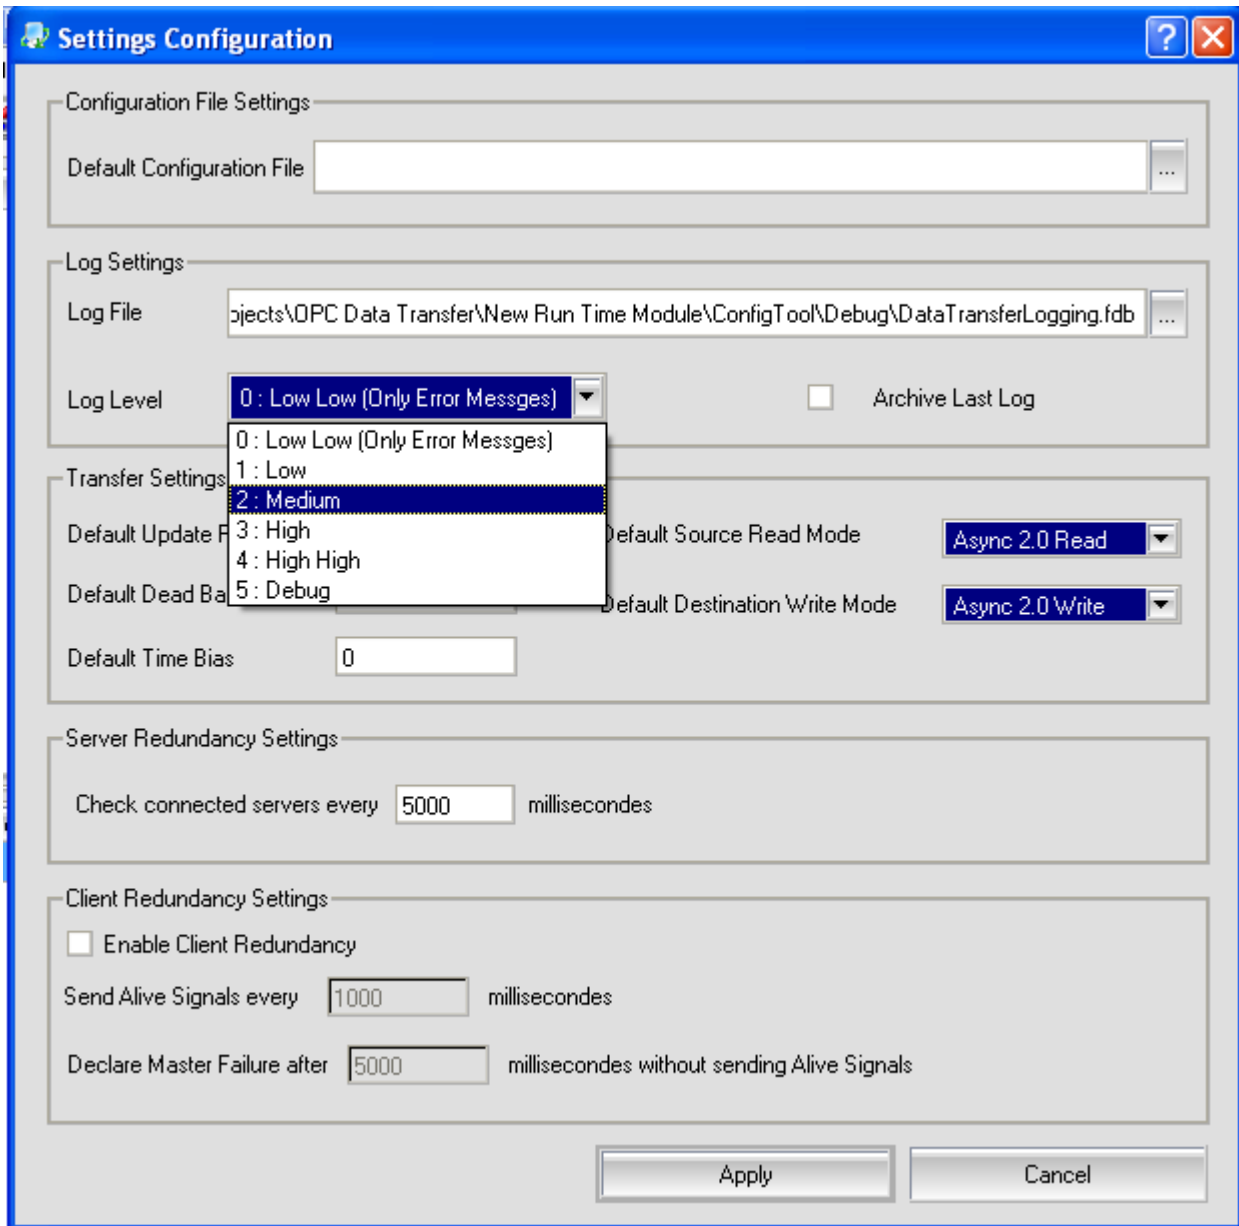 Settings Configuration
Configuration File Settings
Default Configuration File
...
Log Settings
Log File ojects\OPC Data Transfer\New Run Time Module\ConfigTool\Debug\DataTransferLogging.fdb ...
Log Level 0 : Low Low (Only Error Messges) Archive Last Log
0 : Low Low (Only Error Messges)
1 : Low
Transfer Settings
2 : Medium
Default Update 3 : High Default Source Read Mode Async 2.0 Read
4 : High High
Default Dead 5 : Debug Default Destination Write Mode Async 2.0 Write
Default Time Bias 0
Server Redundancy Settings
Check connected servers every 5000 millisecondes
Client Redundancy Settings
Enable Client Redundancy
Send Alive Signals every 1000 millisecondes
Declare Master Failure after 5000 millisecondes without sending Alive Signals
Apply Cancel